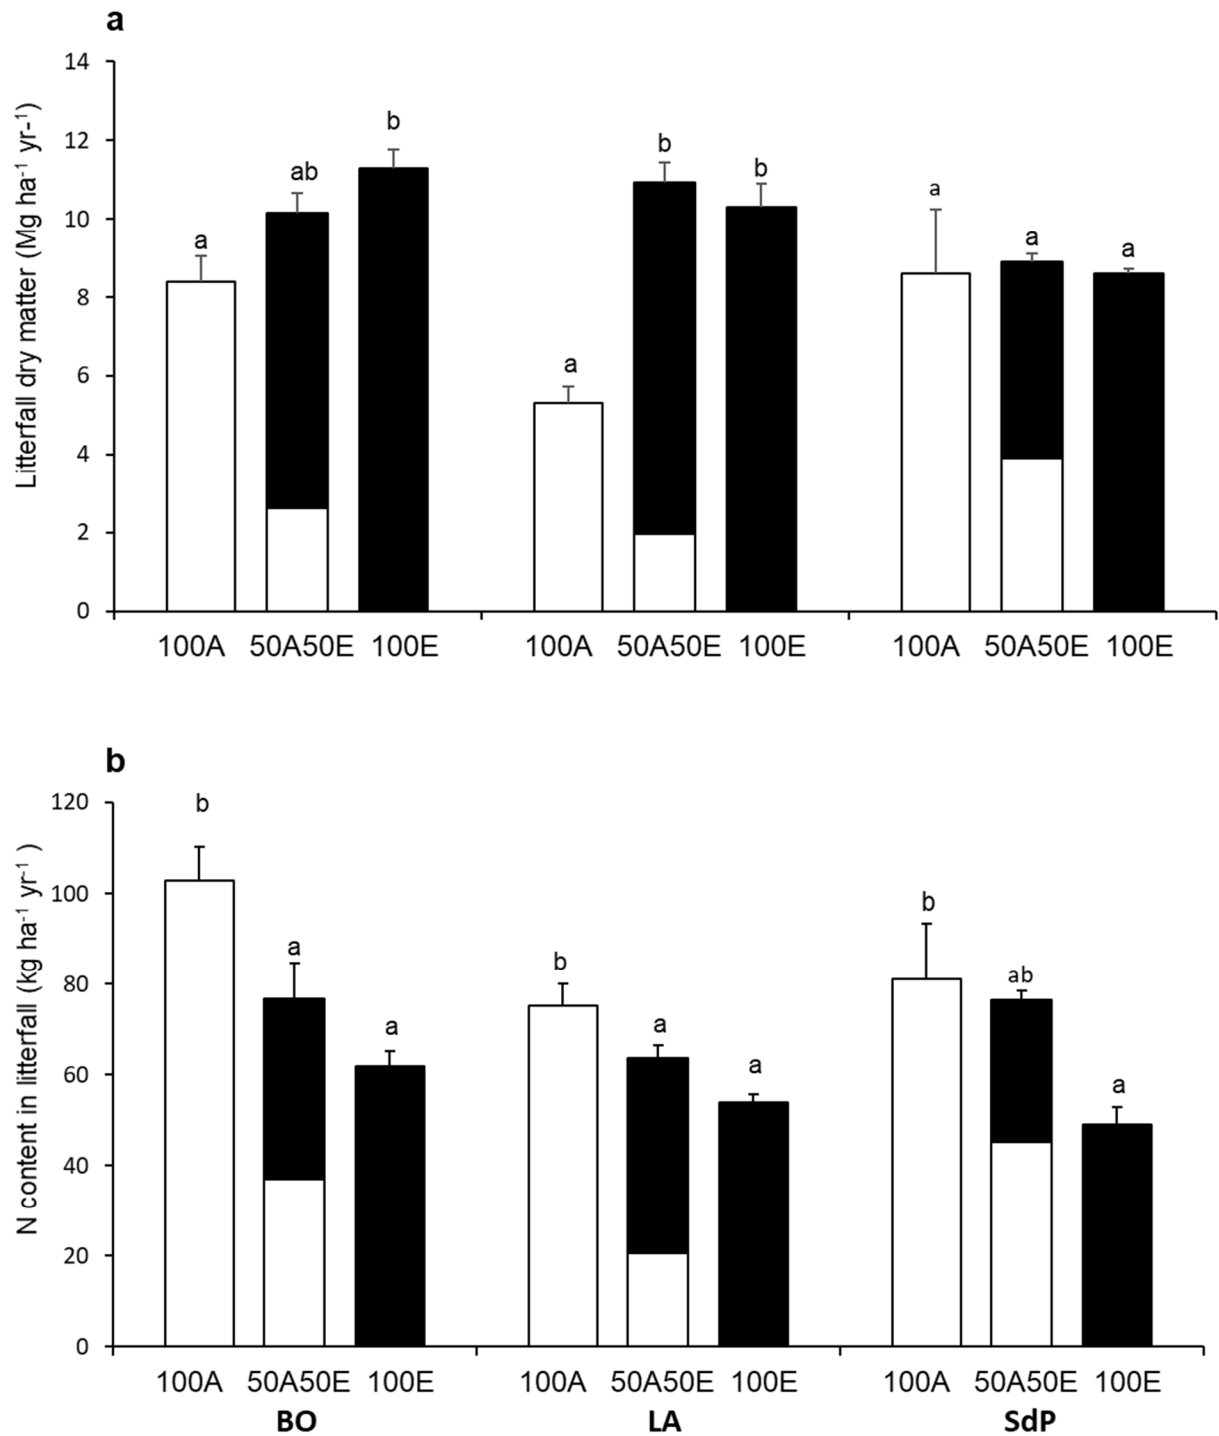 a
Litterfall dry matter (Mg ha⁻¹ yr-¹)
14
12
10
8
6
4
2
0
a
ab
b
a
b
b
a
a
a
100A 50A50E 100E 100A 50A50E 100E 100A 50A50E 100E
b
N content in litterfall (kg ha⁻¹ yr⁻¹ )
120
100
80
60
40
20
0
b
a
a
b
a
a
b
ab
a
100A 50A50E 100E 100A 50A50E 100E 100A 50A50E 100E
BO LA SdP